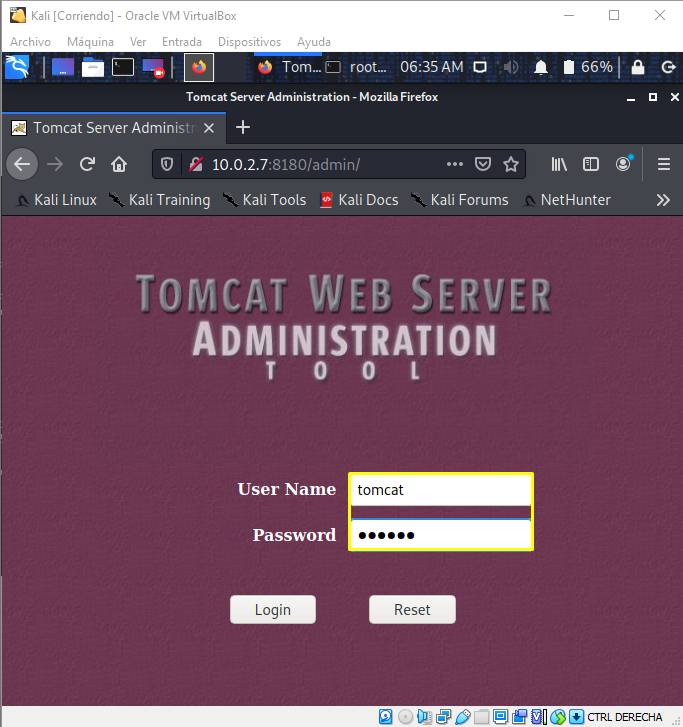 Kali [Corriendo] - Oracle VM VirtualBox
Archivo Máquina Ver Entrada Dispositivos Ayuda
Tom... root... 06:35 AM 66%
Tomcat Server Administration - Mozilla Firefox
Tomcat Server Administr
10.0.2.7:8180/admin/
Kali Linux Kali Training Kali Tools Kali Docs Kali Forums NetHunter
TOMCAT WEB SERVER
ADMINISTRATION
TOOL
User Name tomcat
Password ●●●●●●
Login Reset
CTRL DERECHA